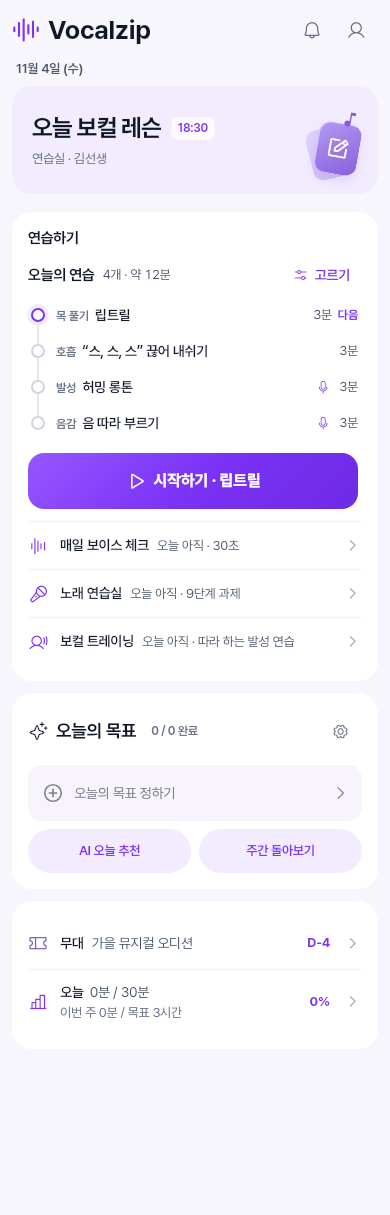 Vocalzip
11월 4일 (수)
오늘 보컬 레슨 18:30
연습실 · 김선생
연습하기
오늘의 연습 4개 · 약 12분 고르기
목 풀기 립트릴 3분 다음
호흡 “스, 스, 스” 끊어 내쉬기 3분
발성 허밍 롱톤 3분
음감 음 따라 부르기 3분
시작하기 · 립트릴
매일 보이스 체크 오늘 아직 · 30초
노래 연습실 오늘 아직 · 9단계 과제
보컬 트레이닝 오늘 아직 · 따라 하는 발성 연습
오늘의 목표 0 / 0 완료
오늘의 목표 정하기
AI 오늘 추천 주간 돌아보기
무대 가을 뮤지컬 오디션 D-4
오늘 0분 / 30분 0%
이번 주 0분 / 목표 3시간